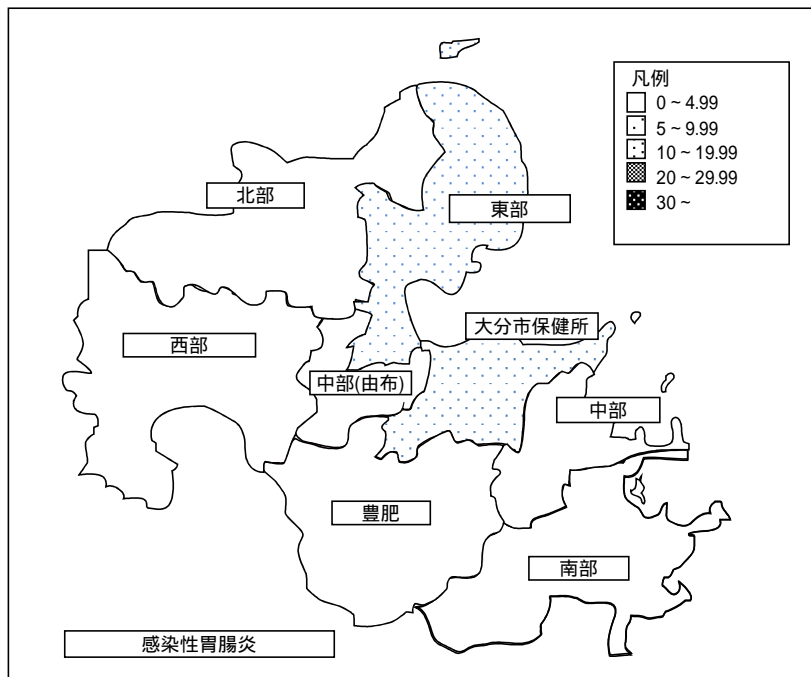 凡例
0 ~ 4.99
5 ~ 9.99
10 ~ 19.99
20 ~ 29.99
30 ~
北部
東部
大分市保健所
西部
中部(由布)
中部
豊肥
南部
感染性胃腸炎